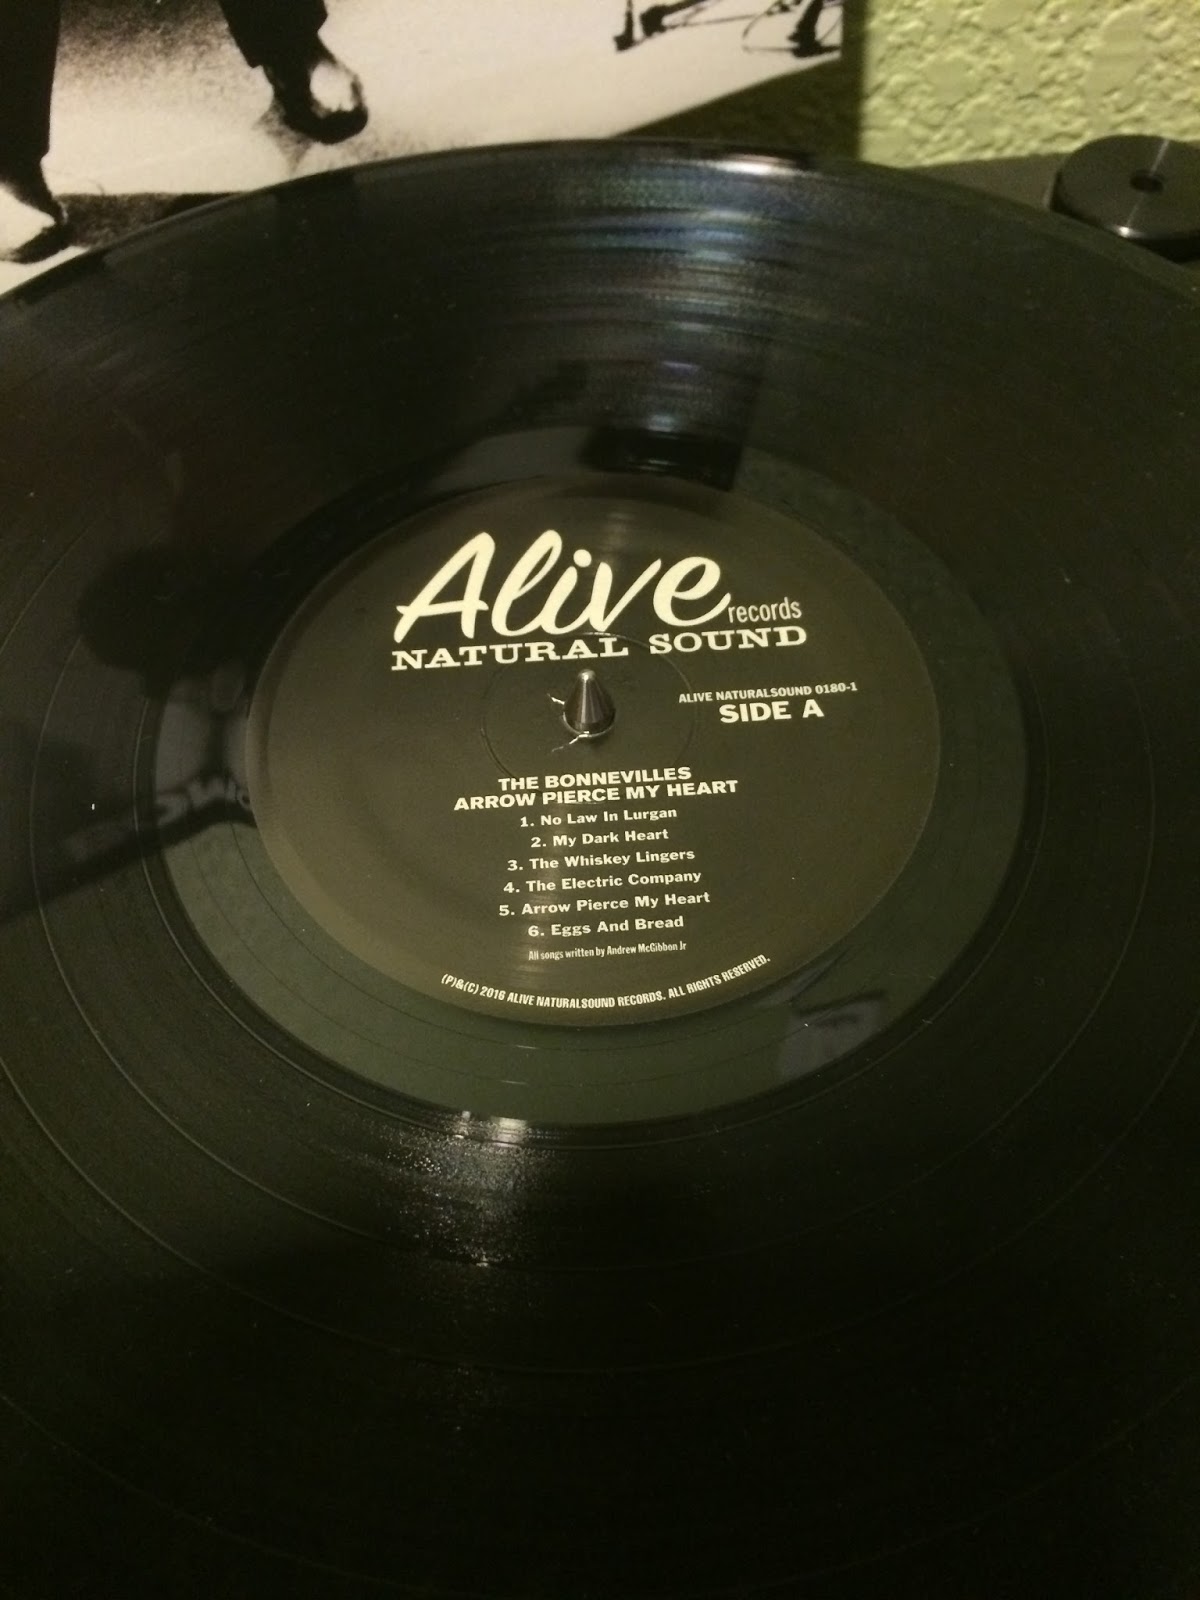 Alive records
NATURAL SOUND
ALIVE NATURALSOUND 0180-1
SIDE A
THE BONNEVILLES
ARROW PIERCE MY HEART
1. No Law In Lurgan
2. My Dark Heart
3. The Whiskey Lingers
4. The Electric Company
5. Arrow Pierce My Heart
6. Eggs And Bread
All songs written by Andrew McGibbon Jr
(P)&(C) 2016 ALIVE NATURALSOUND RECORDS. ALL RIGHTS RESERVED.